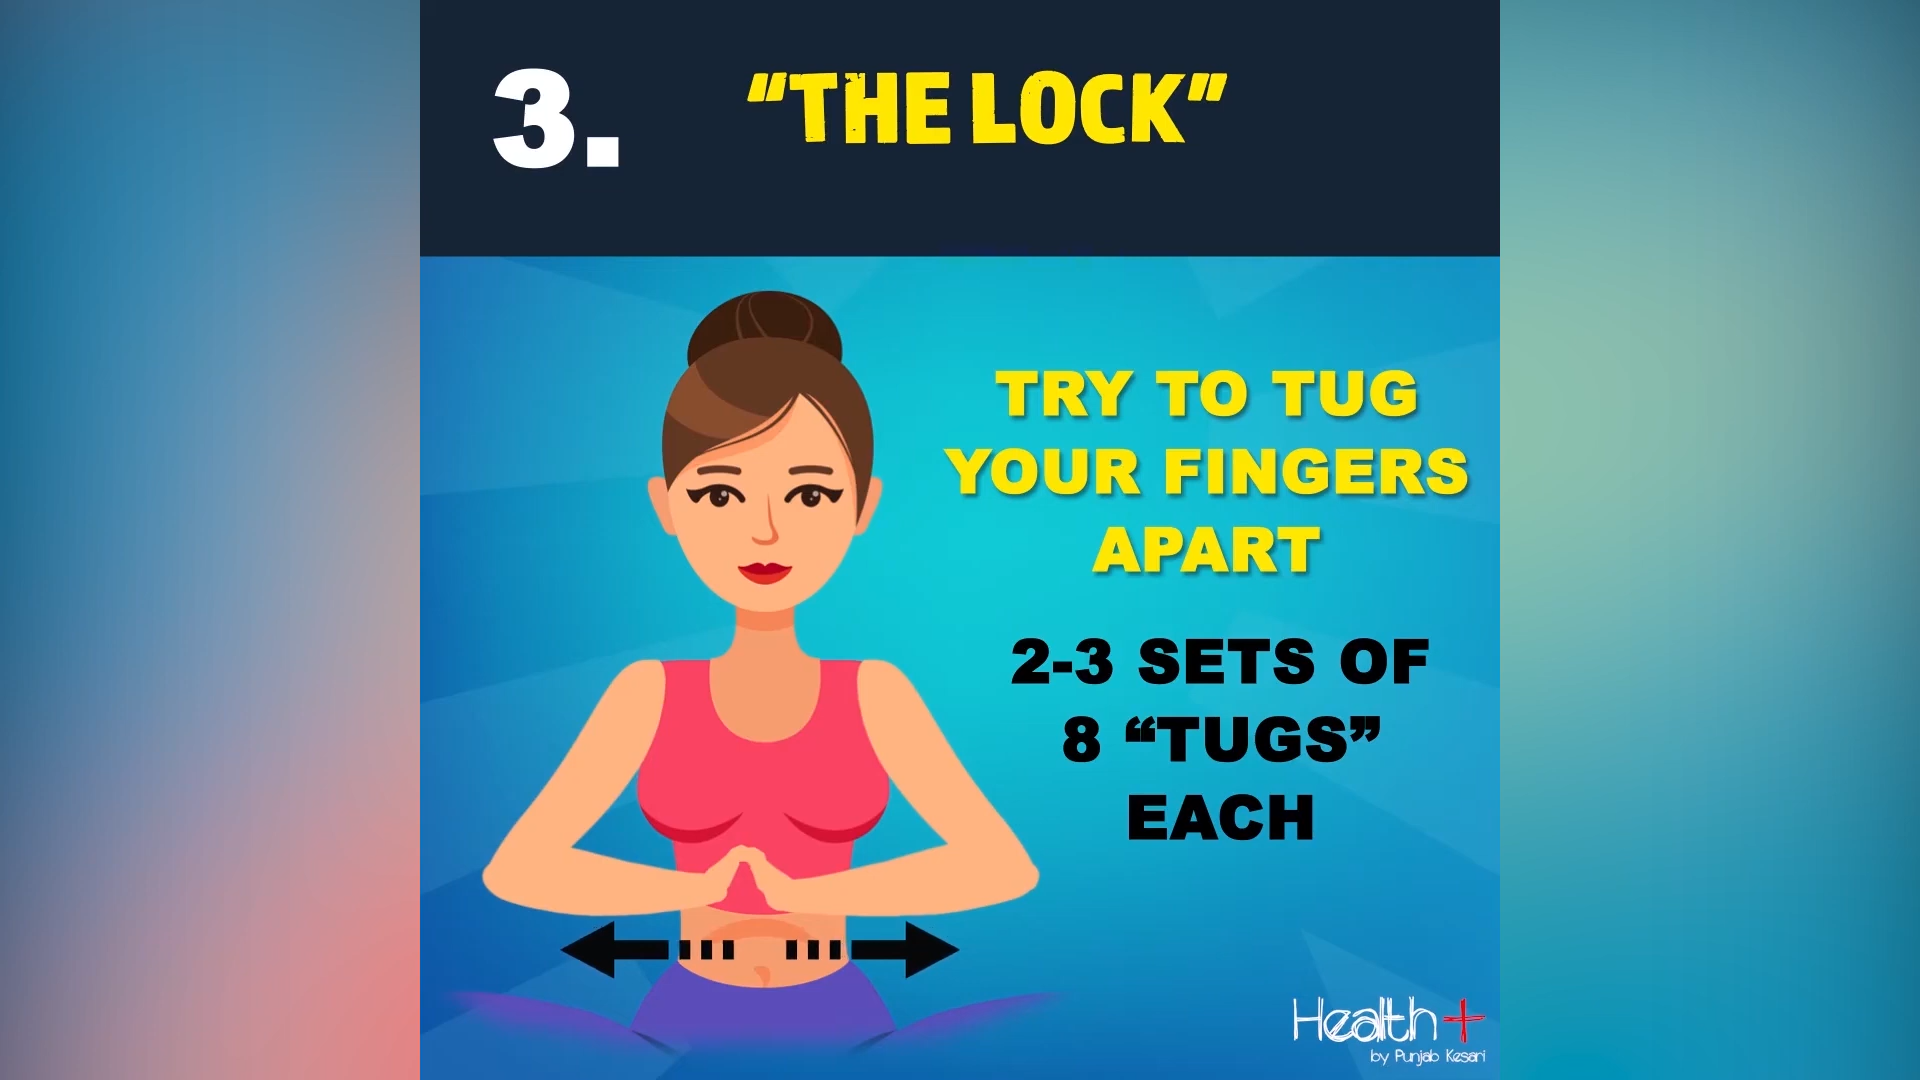 3.
“THE LOCK”
TRY TO TUG
YOUR FINGERS
APART
2-3 SETS OF
8 “TUGS”
EACH
Health+
by Punjab Kesari